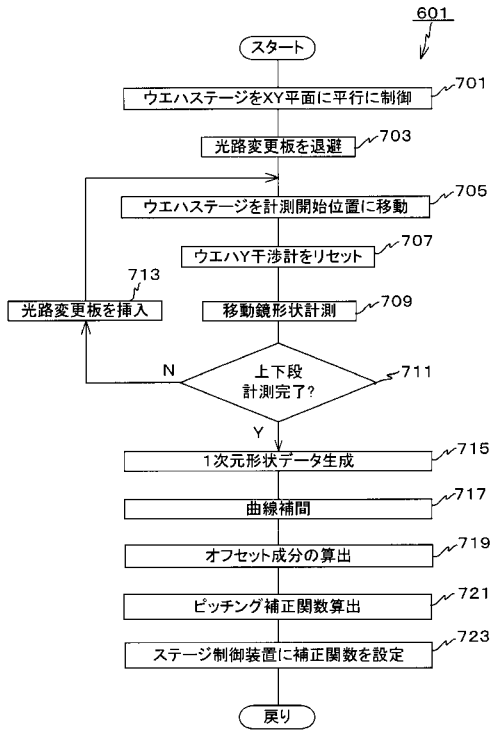 601
スタート
ウエハステージをXY平面に平行に制御
701
光路変更板を退避
703
ウエハステージを計測開始位置に移動
705
ウエハY干渉計をリセット
707
713
光路変更板を挿入
移動鏡形状計測
709
N
上下段
計測完了?
711
Y
1次元形状データ生成
715
曲線補間
717
オフセット成分の算出
719
ピッチング補正関数算出
721
ステージ制御装置に補正関数を設定
723
戻り